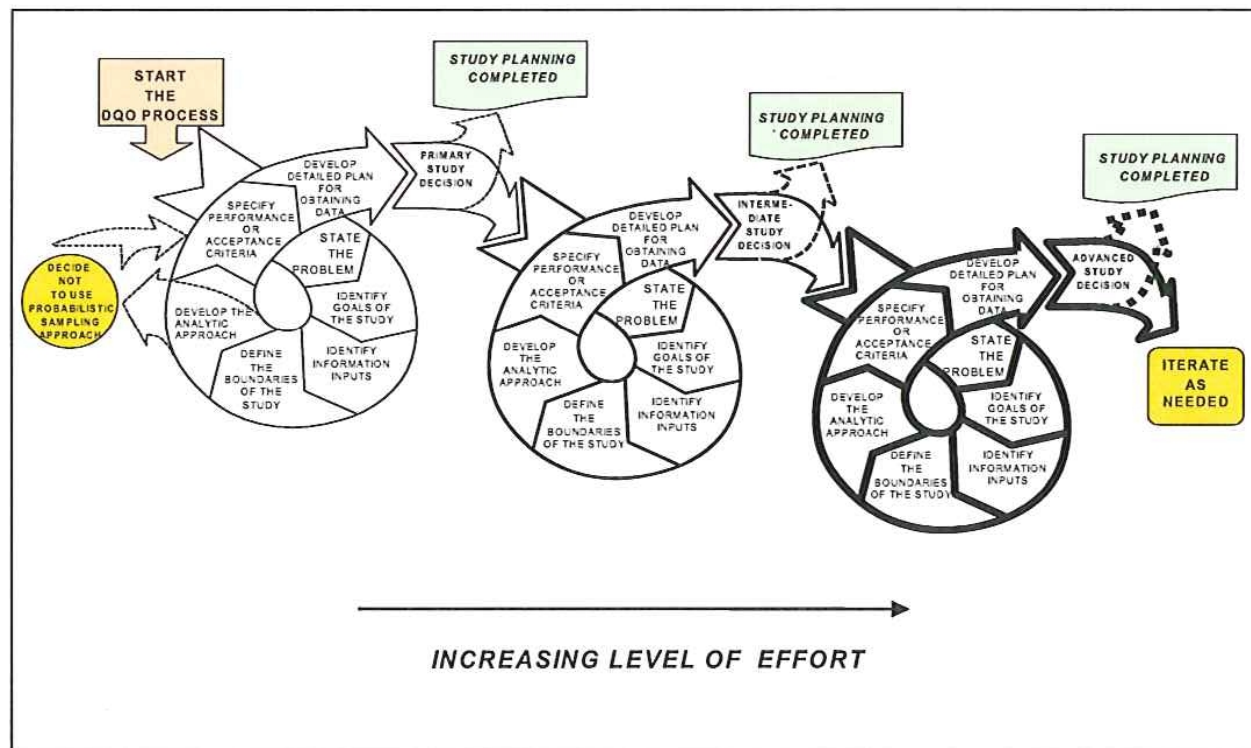 START
THE
DQO PROCESS
STUDY PLANNING
COMPLETED
DECIDE
NOT
TO USE
PROBABILISTIC
SAMPLING
APPROACH
DEVELOP
DETAILED PLAN
FOR
OBTAINING
DATA
PRIMARY
STUDY
DECISION
SPECIFY
PERFORMANCE
OR
ACCEPTANCE
CRITERIA
STATE
THE
PROBLEM
IDENTIFY
GOALS OF
THE STUDY
IDENTIFY
INFORMATION
INPUTS
DEFINE
THE
BOUNDARIES
OF THE
STUDY
DEVELOP THE
ANALYTIC
APPROACH
STUDY PLANNING
COMPLETED
DEVELOP
DETAILED PLAN
FOR
OBTAINING
DATA
INTERME-
DIATE
STUDY
DECISION
SPECIFY
PERFORMANCE
OR
ACCEPTANCE
CRITERIA
STATE
THE
PROBLEM
IDENTIFY
GOALS OF
THE STUDY
IDENTIFY
INFORMATION
INPUTS
DEFINE
THE
BOUNDARIES
OF THE STUDY
DEVELOP
THE
ANALYTIC
APPROACH
STUDY PLANNING
COMPLETED
DEVELOP
DETAILED PLAN
FOR
OBTAINING
DATA
ADVANCED
STUDY
DECISION
SPECIFY
PERFORMANCE
OR
ACCEPTANCE
CRITERIA
STATE
THE
PROBLEM
IDENTIFY
GOALS OF
THE STUDY
IDENTIFY
INFORMATION
INPUTS
DEFINE
THE
BOUNDARIES
OF THE STUDY
DEVELOP
THE
ANALYTIC
APPROACH
ITERATE
AS
NEEDED
INCREASING LEVEL OF EFFORT